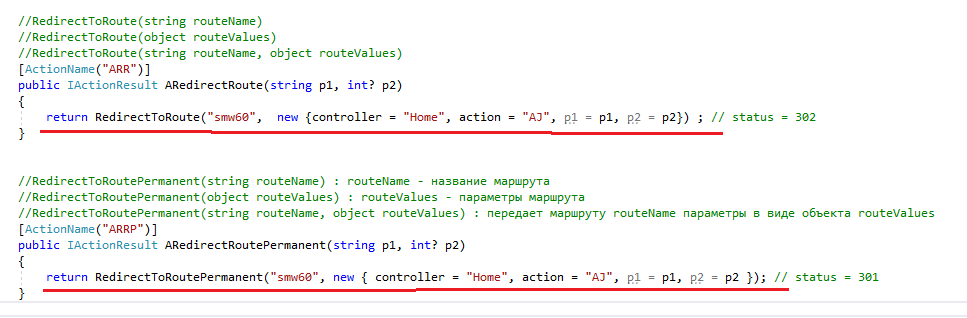 //RedirectToRoute(string routeName)
//RedirectToRoute(object routeValues)
//RedirectToRoute(string routeName, object routeValues)
[ActionName("ARR")]
public IActionResult ARedirectRoute(string p1, int? p2)
{
return RedirectToRoute("smw60", new {controller = "Home", action = "AJ", p1 = p1, p2 = p2}) ; // status = 302
}
//RedirectToRoutePermanent(string routeName) : routeName - название маршрута
//RedirectToRoutePermanent(object routeValues) : routeValues - параметры маршрута
//RedirectToRoutePermanent(string routeName, object routeValues) : передает маршруту routeName параметры в виде объекта routeValues
[ActionName("ARRP")]
public IActionResult ARedirectRoutePermanent(string p1, int? p2)
{
return RedirectToRoutePermanent("smw60", new { controller = "Home", action = "AJ", p1 = p1, p2 = p2 }); // status = 301
}